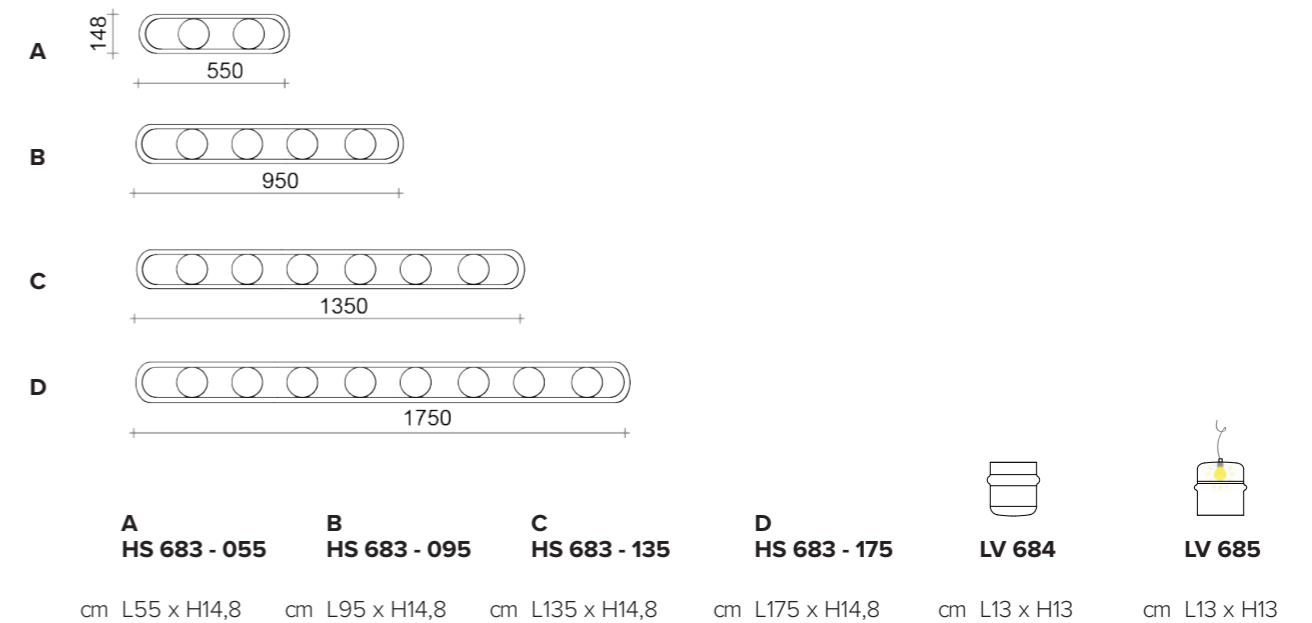 148
A
550
B
950
C
1350
D
1750
A B C D
HS 683 - 055 HS 683 - 095 HS 683 - 135 HS 683 - 175 LV 684 LV 685
cm L55 x H14,8 cm L95 x H14,8 cm L135 x H14,8 cm L175 x H14,8 cm L13 x H13 cm L13 x H13